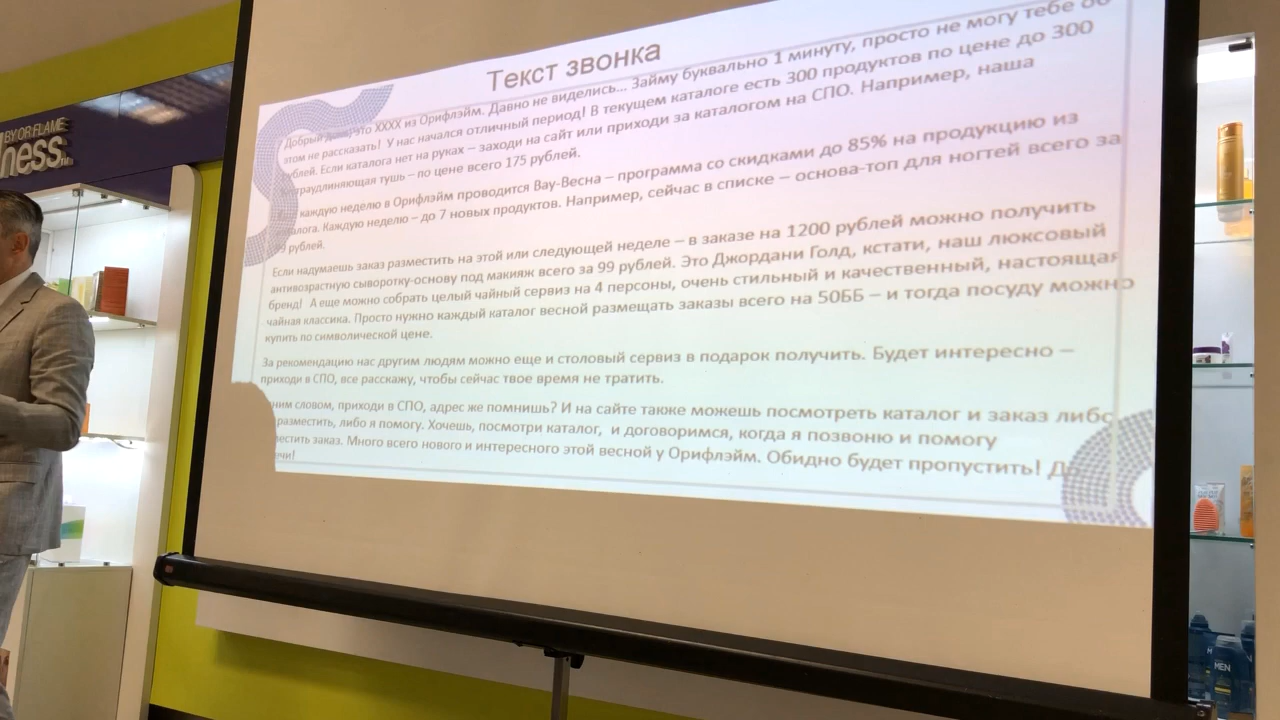 BY ORIFLAME
lness
Текст звонка
Добрый день, это ХХХХ из Орифлэйм. Давно не виделись... Займу буквально 1 минуту, просто не могу тебе об
этом не рассказать! У нас начался отличный период! В текущем каталоге есть 300 продуктов по цене до 300
блей. Если каталога нет на руках – заходи на сайт или приходи за каталогом на СПО. Например, наша
траудлиняющая тушь – по цене всего 175 рублей.
каждую неделю в Орифлэйм проводится Вау-Весна – программа со скидками до 85% на продукцию из
алога. Каждую неделю – до 7 новых продуктов. Например, сейчас в списке – основа-топ для ногтей всего за
рублей.
Если надумаешь заказ разместить на этой или следующей неделе – в заказе на 1200 рублей можно получить
антивозрастную сыворотку-основу под макияж всего за 99 рублей. Это Джордани Голд, кстати, наш люксовый
бренд! А еще можно собрать целый чайный сервиз на 4 персоны, очень стильный и качественный, настоящая
чайная классика. Просто нужно каждый каталог весной размещать заказы всего на 50ББ – и тогда посуду можно
купить по символической цене.
За рекомендацию нас другим людям можно еще и столовый сервиз в подарок получить. Будет интересно –
приходи в СПО, все расскажу, чтобы сейчас твое время не тратить.
ним словом, приходи в СПО, адрес же помнишь? И на сайте также можешь посмотреть каталог и заказ либо
разместить, либо я помогу. Хочешь, посмотри каталог, и договоримся, когда я позвоню и помогу
местить заказ. Много всего нового и интересного этой весной у Орифлэйм. Обидно будет пропустить! До
ечи!
MEN